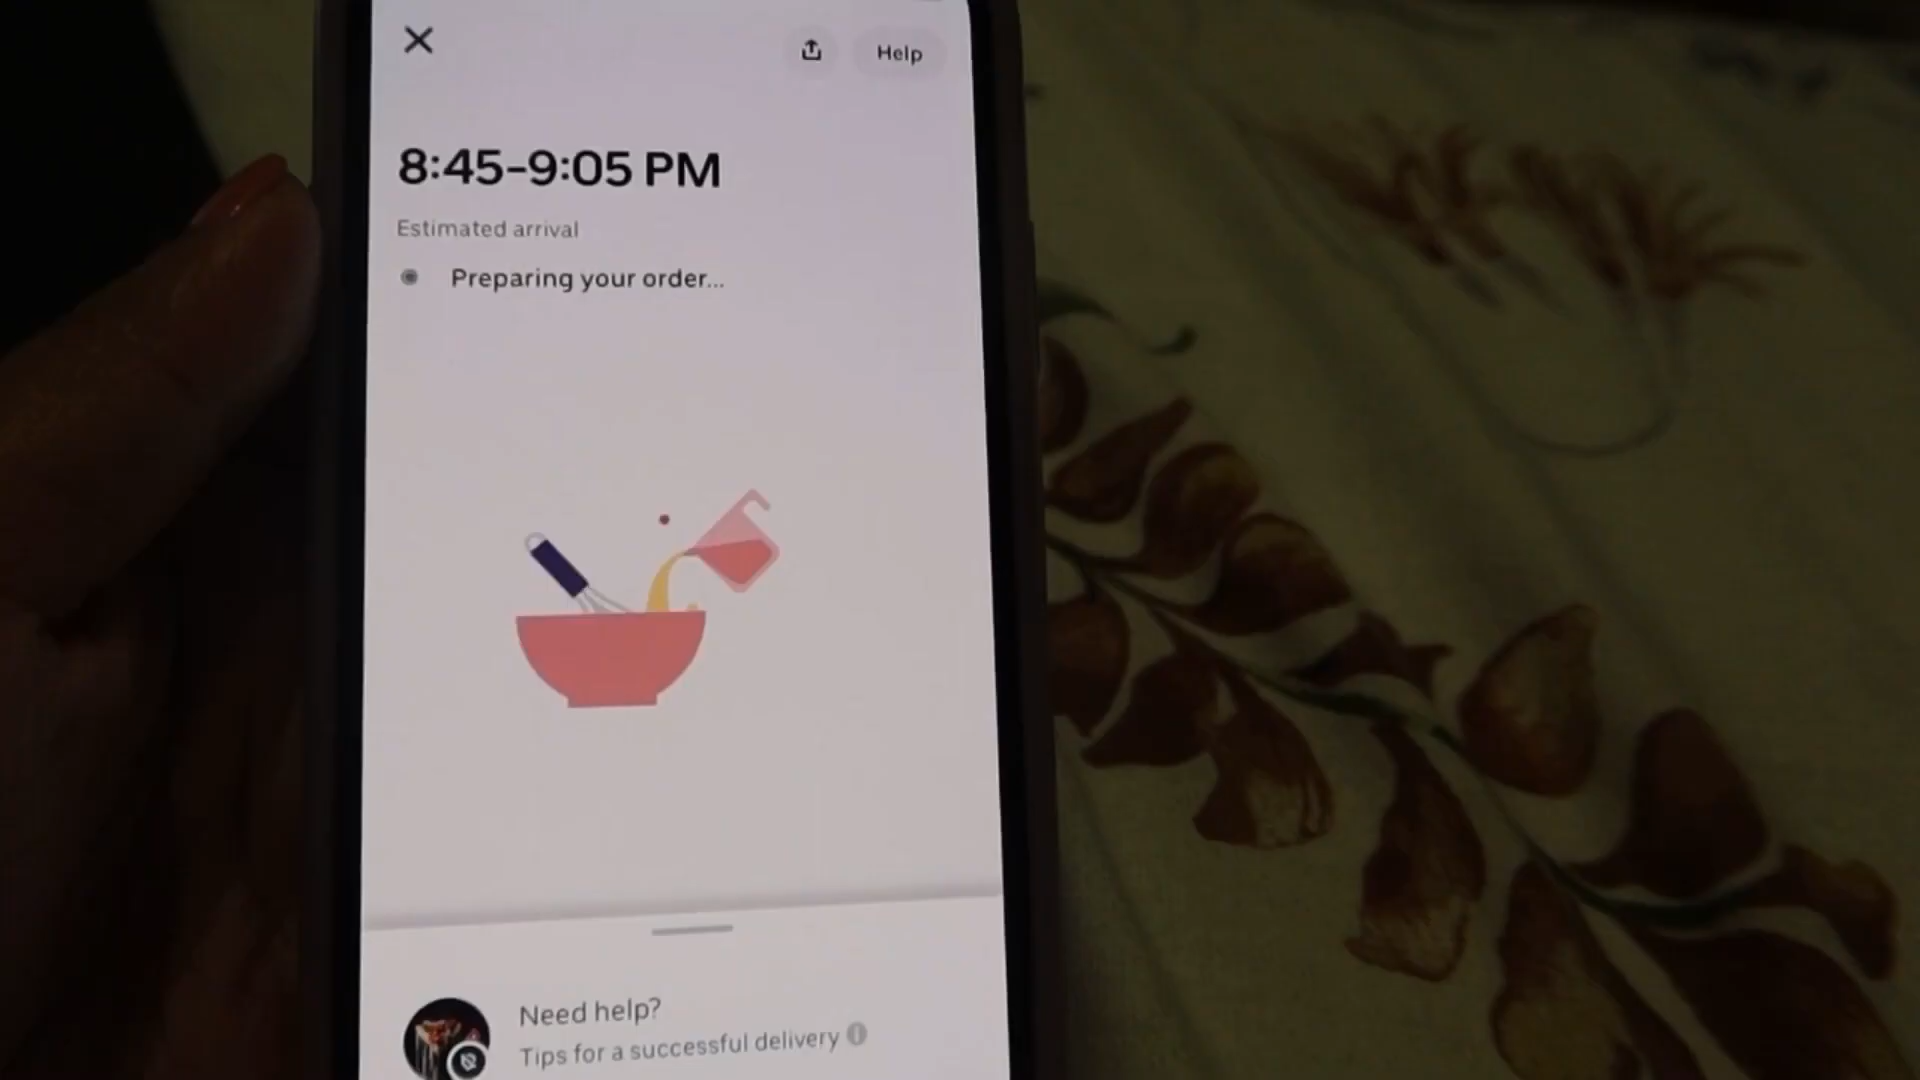 Help
8:45-9:05 PM
Estimated arrival
Preparing your order...
Need help?
Tips for a successful delivery